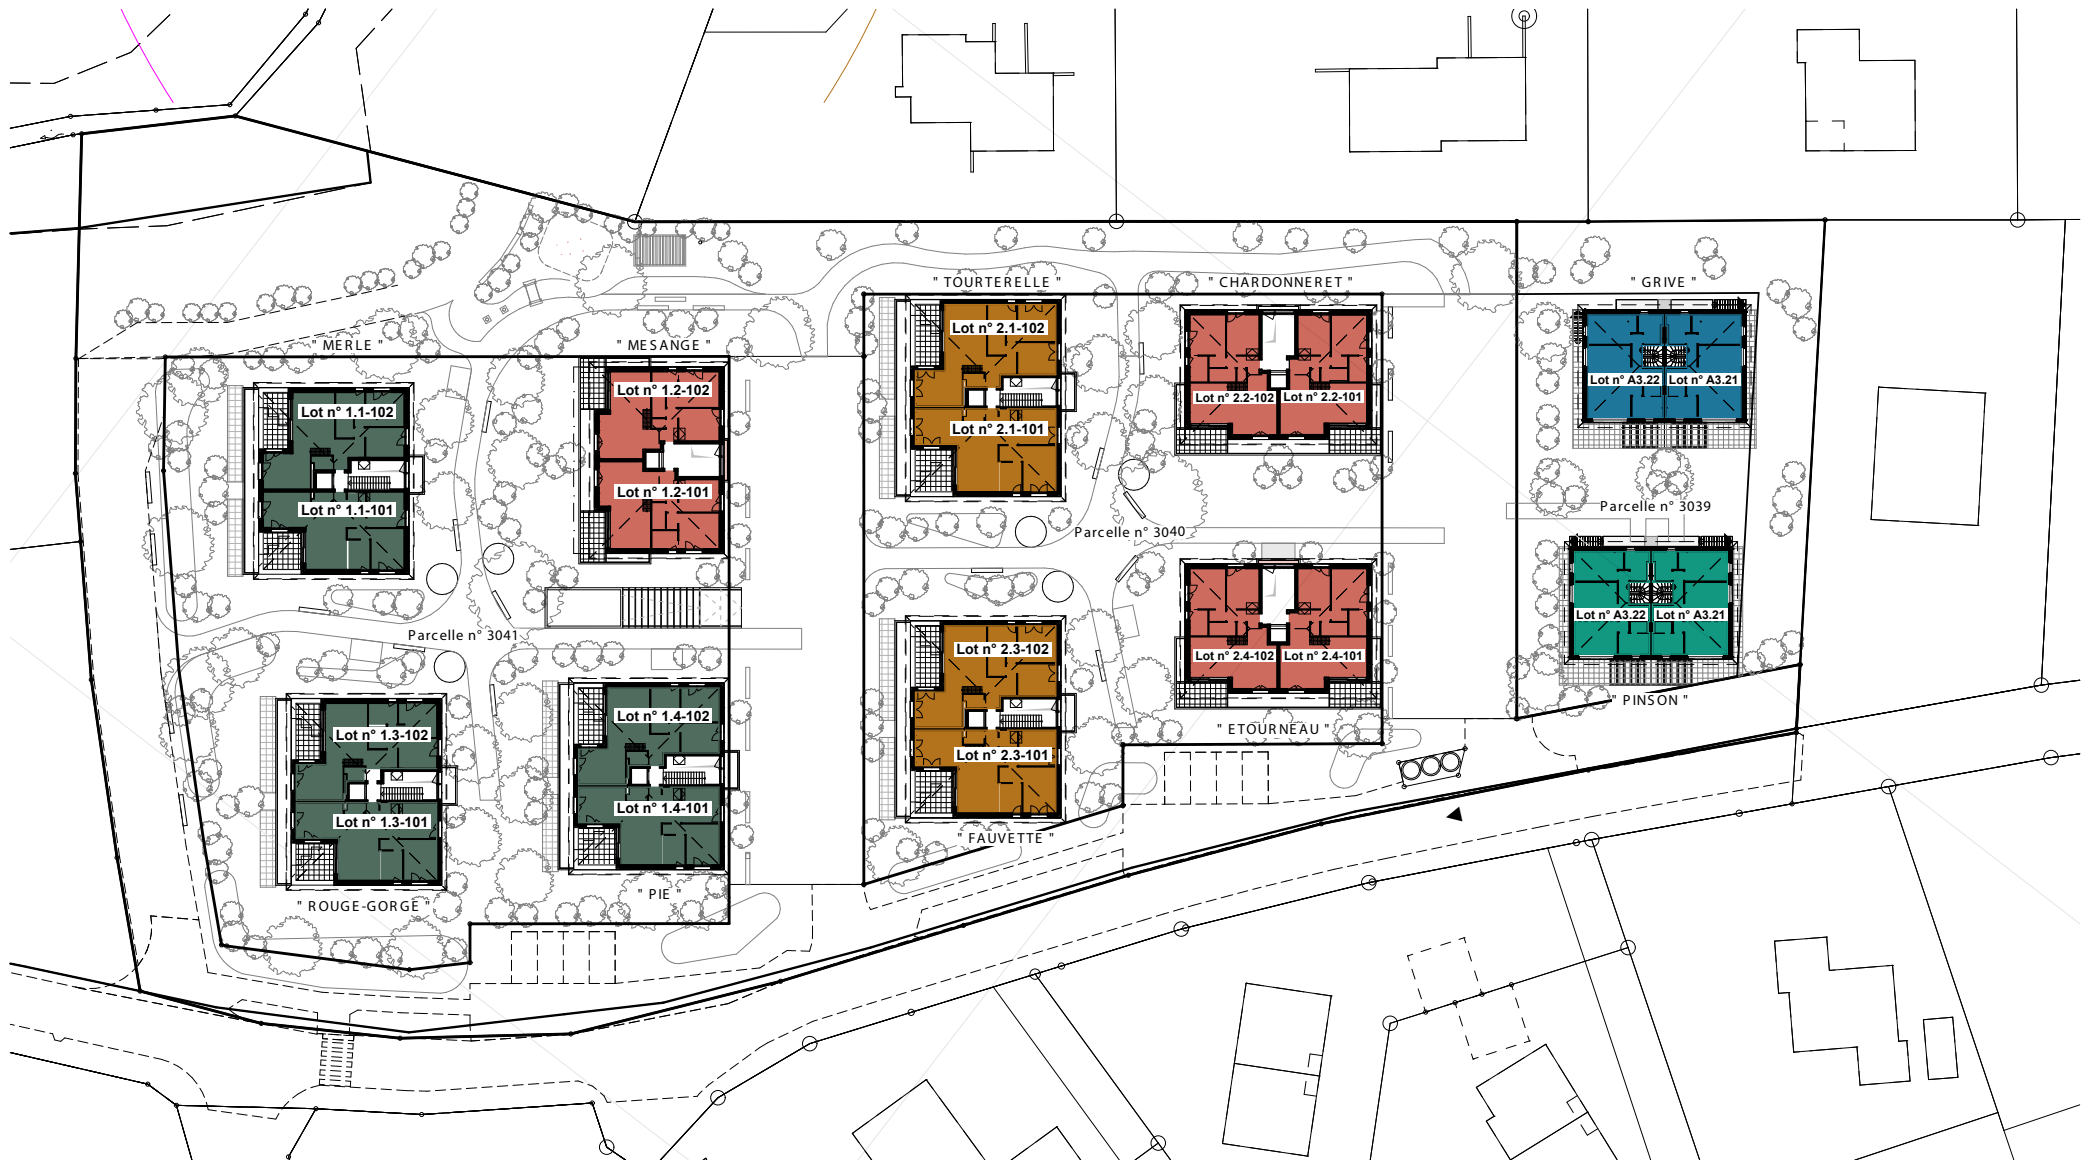 " TOURTERELLE "
" CHARDONNERET "
" GRIVE "
Lot n° 2.1-102
Lot n° 2.1-101
Lot n° 2.2-102
Lot n° 2.2-101
Lot n° A3.22
Lot n° A3.21
" MERLE "
" MESANGE "
Lot n° 1.1-102
Lot n° 1.1-101
Lot n° 1.2-102
Lot n° 1.2-101
Parcelle n° 3040
Parcelle n° 3039
Parcelle n° 3041
Lot n° 2.3-102
Lot n° 2.3-101
Lot n° 2.4-102
Lot n° 2.4-101
Lot n° A3.22
Lot n° A3.21
" PINSON "
" ETOURNEAU "
Lot n° 1.3-102
Lot n° 1.3-101
Lot n° 1.4-102
Lot n° 1.4-101
" FAUVETTE "
" PIE "
" ROUGE-GORGE "